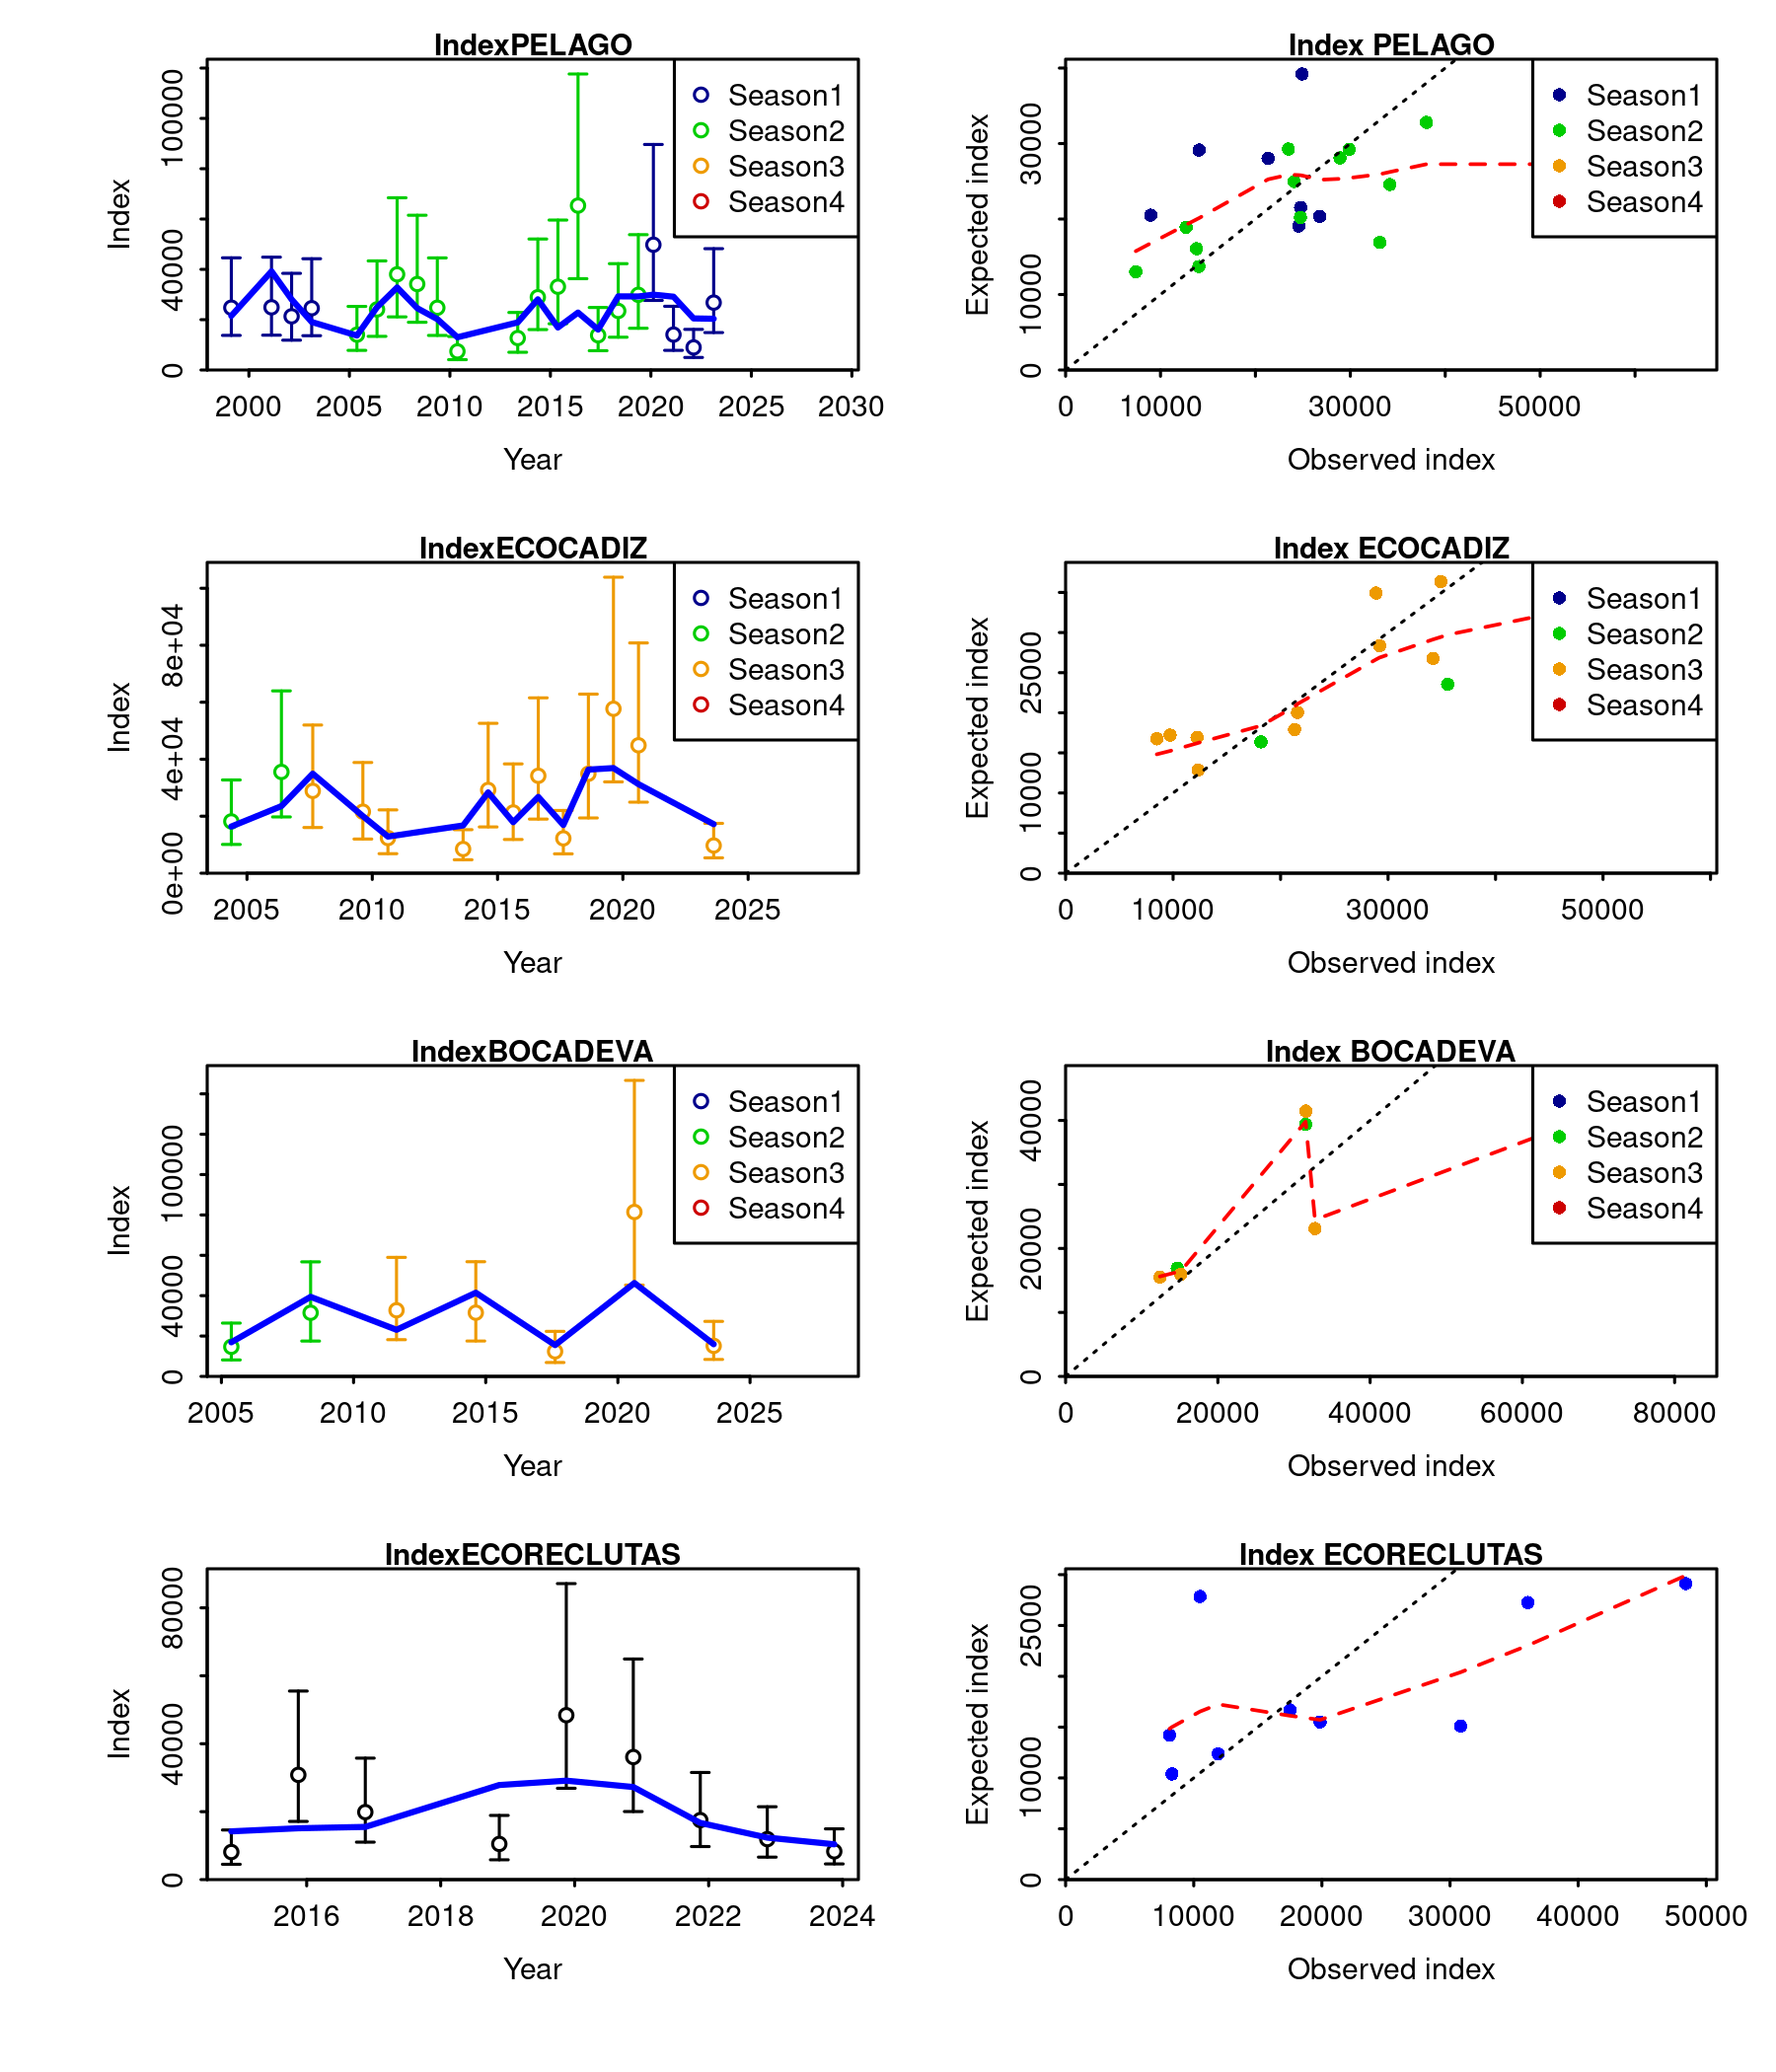 IndexPELAGO
Index
100000
40000
0
Season1
Season2
Season3
Season4
2000 2005 2010 2015 2020 2025 2030
Year
Index PELAGO
Expected index
30000
10000
0
Season1
Season2
Season3
Season4
0 10000 30000 50000
Observed index
IndexECOCADIZ
Index
8e+04
4e+04
0e+00
Season1
Season2
Season3
Season4
2005 2010 2015 2020 2025
Year
Index ECOCADIZ
Expected index
25000
10000
0
Season1
Season2
Season3
Season4
0 10000 30000 50000
Observed index
IndexBOCADEVA
Index
100000
40000
0
Season1
Season2
Season3
Season4
2005 2010 2015 2020 2025
Year
Index BOCADEVA
Expected index
40000
20000
0
Season1
Season2
Season3
Season4
0 20000 40000 60000 80000
Observed index
IndexECORECLUTAS
Index
80000
40000
0
2016 2018 2020 2022 2024
Year
Index ECORECLUTAS
Expected index
25000
10000
0
0 10000 20000 30000 40000 50000
Observed index